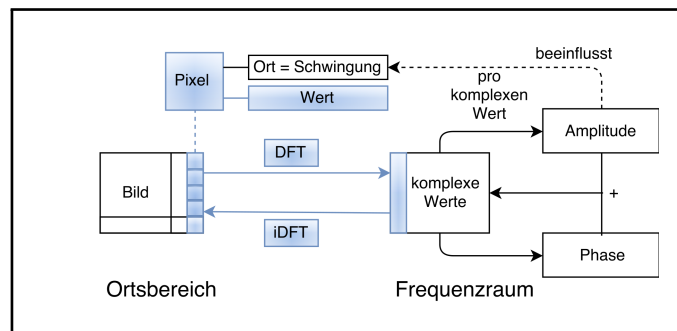 beeinflusst
Pixel
Ort = Schwingung
Wert
pro
komplexen
Wert
Amplitude
DFT
Bild
komplexe
Werte
+
iDFT
Phase
Ortsbereich
Frequenzraum